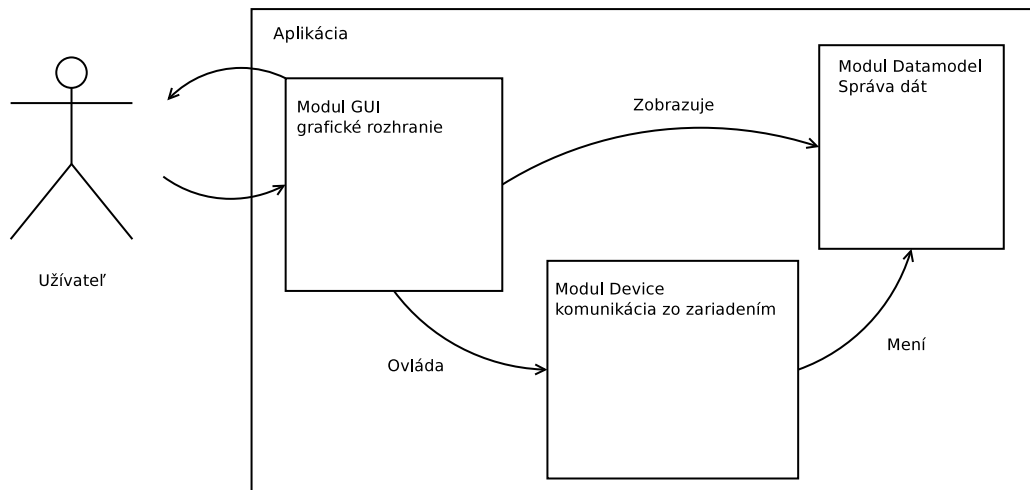 Aplikácia
Modul GUI
grafické rozhranie
Zobrazuje
Modul Datamodel
Správa dát
Užívateľ
Modul Device
komunikácia zo zariadením
Ovláda
Mení